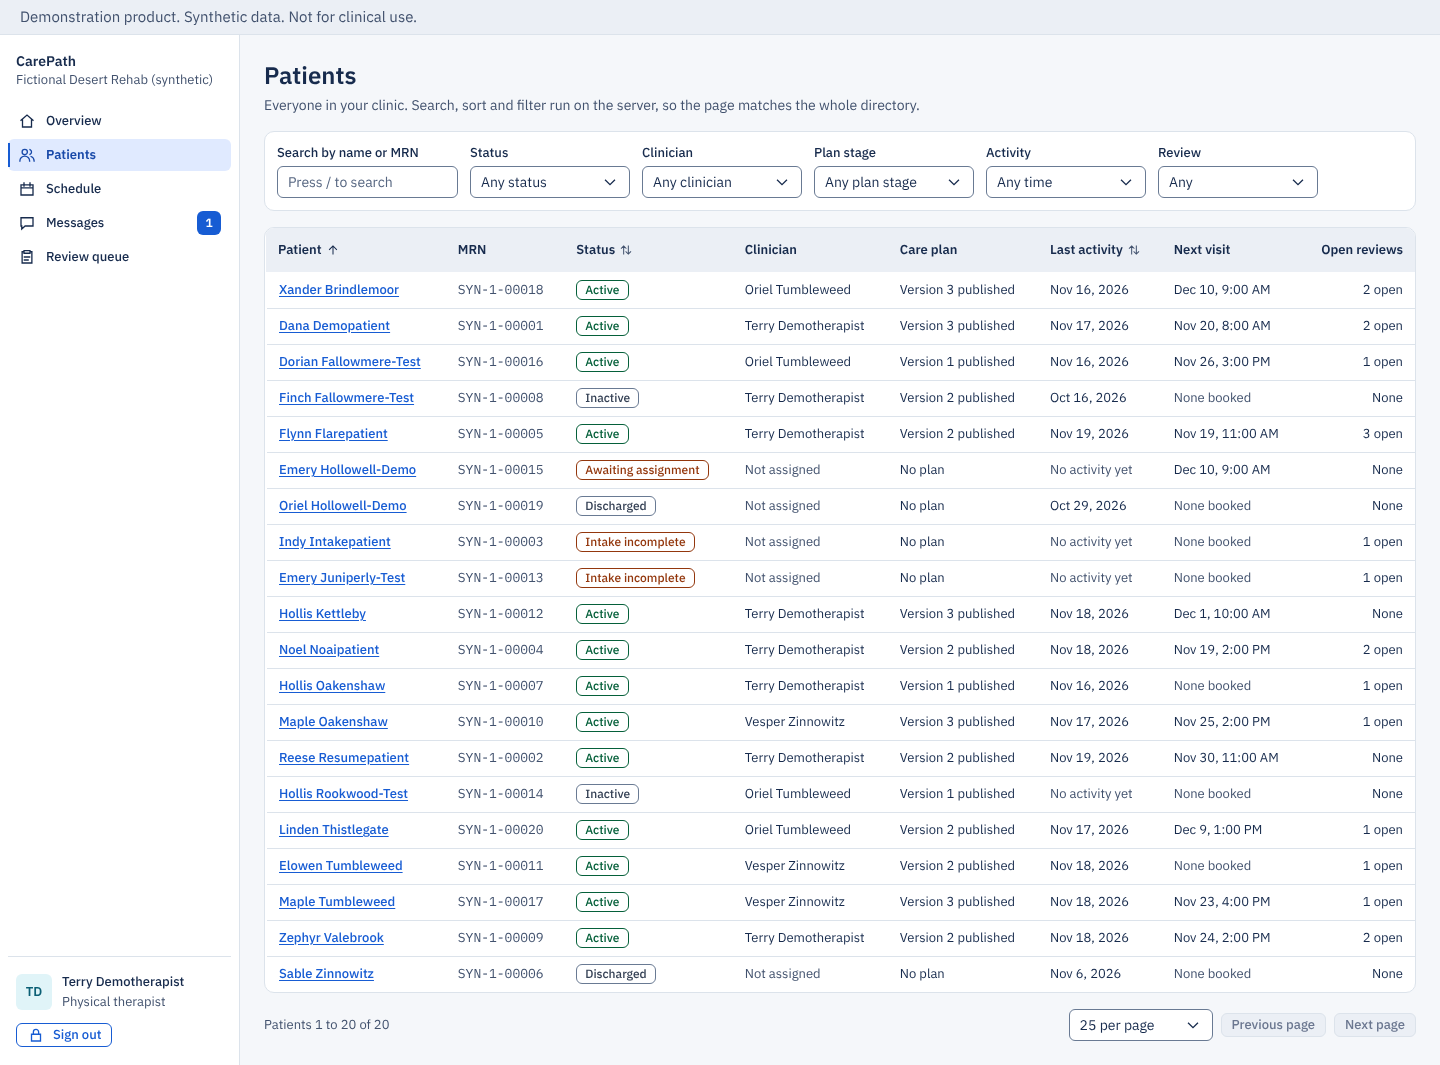 Demonstration product. Synthetic data. Not for clinical use.
CarePath
Fictional Desert Rehab (synthetic)
Overview
Patients
Schedule
Messages 1
Review queue
Terry Demotherapist
TD
Physical therapist
Sign out
Patients
Everyone in your clinic. Search, sort and filter run on the server, so the page matches the whole directory.
Search by name or MRN Status Clinician Plan stage Activity Review
Press / to search Any status Any clinician Any plan stage Any time Any
Patient MRN Status Clinician Care plan Last activity Next visit Open reviews
Xander Brindlemoor SYN-1-00018 Active Oriel Tumbleweed Version 3 published Nov 16, 2026 Dec 10, 9:00 AM 2 open
Dana Demopatient SYN-1-00001 Active Terry Demotherapist Version 3 published Nov 17, 2026 Nov 20, 8:00 AM 2 open
Dorian Fallowmere-Test SYN-1-00016 Active Oriel Tumbleweed Version 1 published Nov 16, 2026 Nov 26, 3:00 PM 1 open
Finch Fallowmere-Test SYN-1-00008 Inactive Terry Demotherapist Version 2 published Oct 16, 2026 None booked None
Flynn Flarepatient SYN-1-00005 Active Terry Demotherapist Version 2 published Nov 19, 2026 Nov 19, 11:00 AM 3 open
Emery Hollowell-Demo SYN-1-00015 Awaiting assignment Not assigned No plan No activity yet Dec 10, 9:00 AM None
Oriel Hollowell-Demo SYN-1-00019 Discharged Not assigned No plan Oct 29, 2026 None booked None
Indy Intakepatient SYN-1-00003 Intake incomplete Not assigned No plan No activity yet None booked 1 open
Emery Juniperly-Test SYN-1-00013 Intake incomplete Not assigned No plan No activity yet None booked 1 open
Hollis Kettleby SYN-1-00012 Active Terry Demotherapist Version 3 published Nov 18, 2026 Dec 1, 10:00 AM None
Noel Noaipatient SYN-1-00004 Active Terry Demotherapist Version 2 published Nov 18, 2026 Nov 19, 2:00 PM 2 open
Hollis Oakenshaw SYN-1-00007 Active Terry Demotherapist Version 1 published Nov 16, 2026 None booked 1 open
Maple Oakenshaw SYN-1-00010 Active Vesper Zinnowitz Version 3 published Nov 17, 2026 Nov 25, 2:00 PM 1 open
Reese Resumepatient SYN-1-00002 Active Terry Demotherapist Version 2 published Nov 19, 2026 Nov 30, 11:00 AM None
Hollis Rookwood-Test SYN-1-00014 Inactive Oriel Tumbleweed Version 1 published No activity yet None booked None
Linden Thistlegate SYN-1-00020 Active Oriel Tumbleweed Version 2 published Nov 17, 2026 Dec 9, 1:00 PM 1 open
Elowen Tumbleweed SYN-1-00011 Active Vesper Zinnowitz Version 2 published Nov 18, 2026 None booked 1 open
Maple Tumbleweed SYN-1-00017 Active Vesper Zinnowitz Version 3 published Nov 18, 2026 Nov 23, 4:00 PM 1 open
Zephyr Valebrook SYN-1-00009 Active Terry Demotherapist Version 2 published Nov 18, 2026 Nov 24, 2:00 PM 2 open
Sable Zinnowitz SYN-1-00006 Discharged Not assigned No plan Nov 6, 2026 None booked None
Patients 1 to 20 of 20 25 per page Previous page Next page